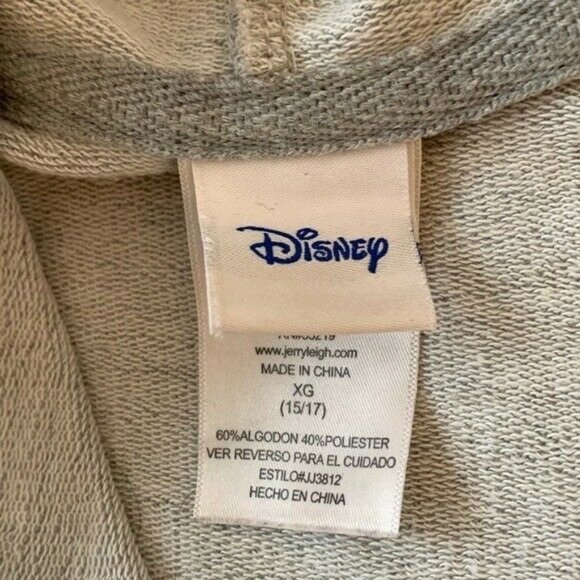 Disney
www.jerryleigh.com
MADE IN CHINA
XG
(15/17)
60%ALGODON 40%POLIESTER
VER REVERSO PARA EL CUIDADO
ESTILO#JJ3812
HECHO EN CHINA